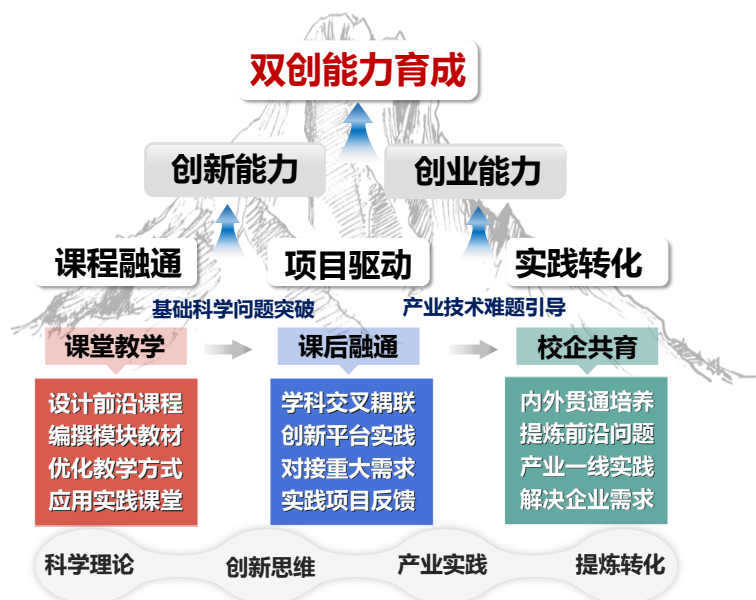 双创能力育成
创新能力
创业能力
课程融通
项目驱动
实践转化
基础科学问题突破
产业技术难题引导
课堂教学
课后融通
校企共育
设计前沿课程
编撰模块教材
优化教学方式
应用实践课堂
学科交叉耦联
创新平台实践
对接重大需求
实践项目反馈
内外贯通培养
提炼前沿问题
产业一线实践
解决企业需求
科学理论
创新思维
产业实践
提炼转化